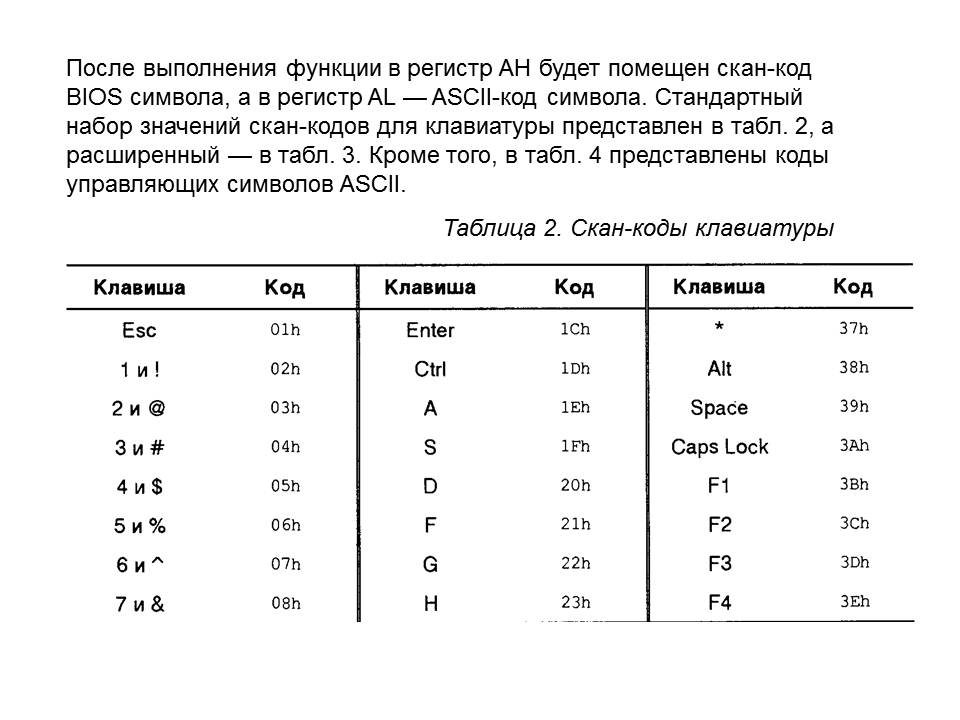 После выполнения функции в регистр AH будет помещен скан-код
BIOS символа, а в регистр AL — ASCII-код символа. Стандартный
набор значений скан-кодов для клавиатуры представлен в табл. 2, а
расширенный — в табл. 3. Кроме того, в табл. 4 представлены коды
управляющих символов ASCII.
Таблица 2. Скан-коды клавиатуры
Клавиша Код Клавиша Код Клавиша Код
Esc 01h Enter 1Ch * 37h
1 и ! 02h Ctrl 1Dh Alt 38h
2 и @ 03h A 1Eh Space 39h
3 и # 04h S 1Fh Caps Lock 3Ah
4 и $ 05h D 20h F1 3Bh
5 и % 06h F 21h F2 3Ch
6 и ^ 07h G 22h F3 3Dh
7 и & 08h H 23h F4 3Eh